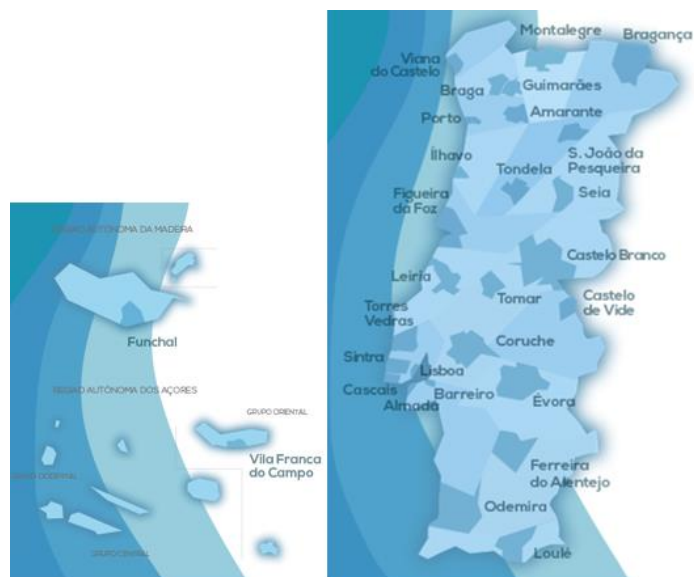 REGIÃO AUTÓNOMA DA MADEIRA
Funchal
REGIÃO AUTÓNOMA DOS AÇORES
GRUPO ORIENTAL
Vila Franca
do Campo
GRUPO OCIDENTAL
GRUPO CENTRAL
Montalegre
Bragança
Viana
do Castelo
Braga
Guimarães
Porto
Amarante
Ílhavo
S. João da
Pesqueira
Tondela
Seia
Figueira
da Foz
Castelo Branco
Leiria
Tomar
Castelo
de Vide
Torres
Vedras
Coruche
Sintra
Lisboa
Cascais
Barreiro
Almada
Évora
Ferreira
do Alentejo
Odemira
Loulé